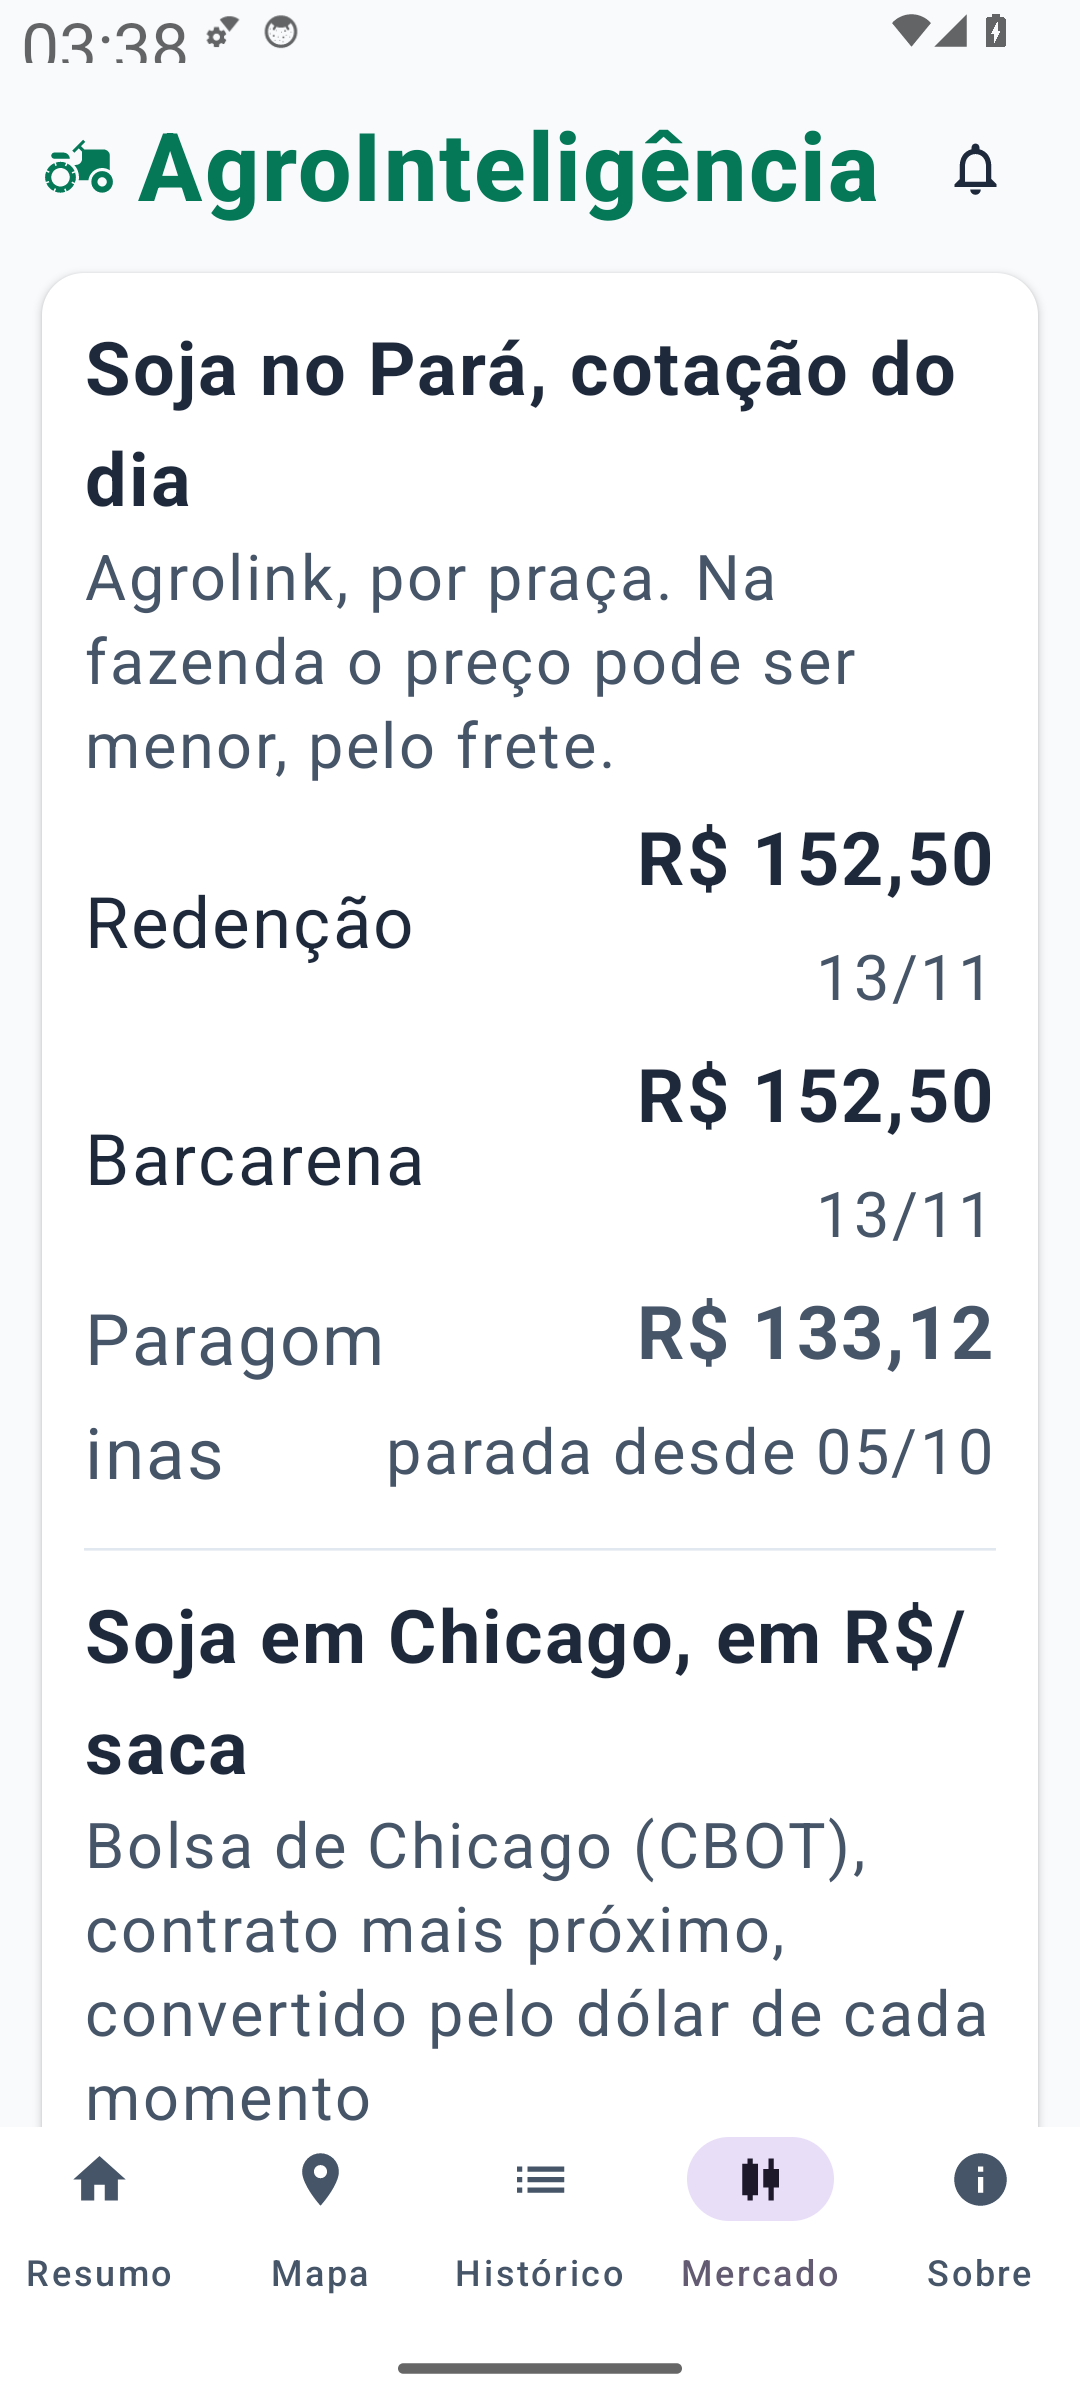 03:38
AgroInteligência
Soja no Pará, cotação do
dia
Agrolink, por praça. Na
fazenda o preço pode ser
menor, pelo frete.
Redenção
R$ 152,50
13/11
Barcarena
R$ 152,50
13/11
Paragom
inas
R$ 133,12
parada desde 05/10
Soja em Chicago, em R$/
saca
Bolsa de Chicago (CBOT),
contrato mais próximo,
convertido pelo dólar de cada
momento
Resumo
Mapa
Histórico
Mercado
Sobre